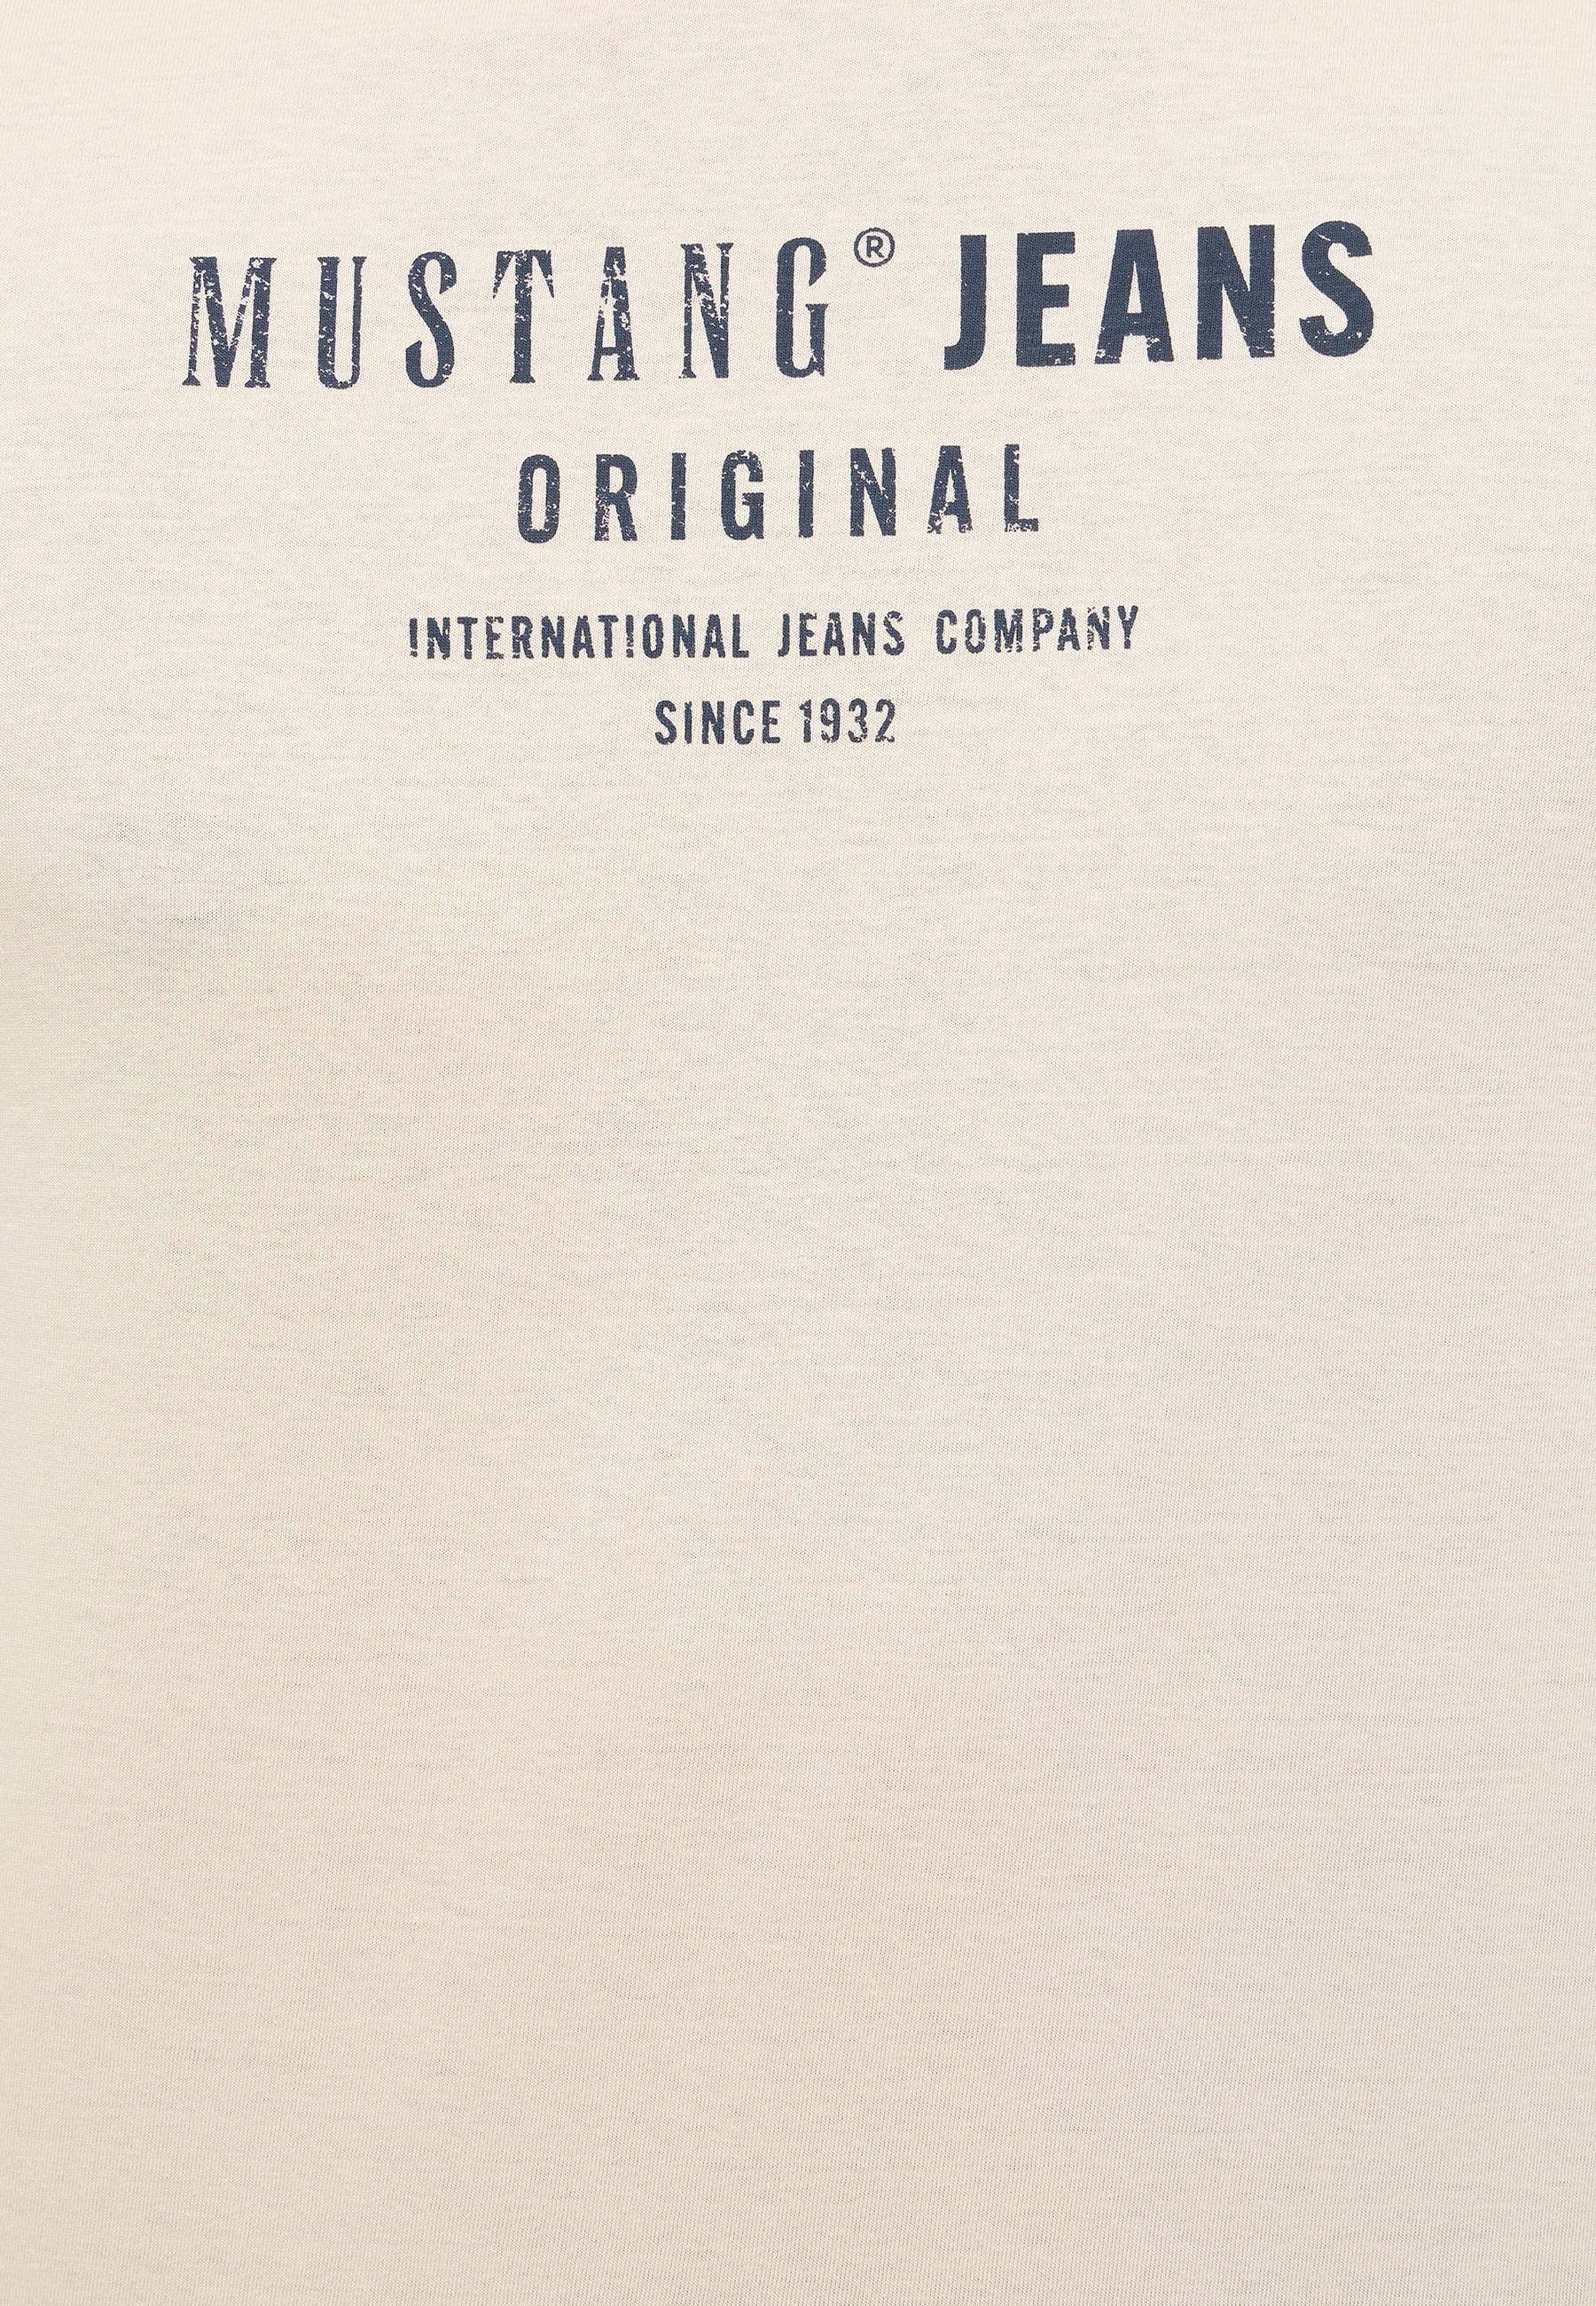 MUSTANG® JEANS
ORIGINAL
INTERNATIONAL JEANS COMPANY
SINCE 1932